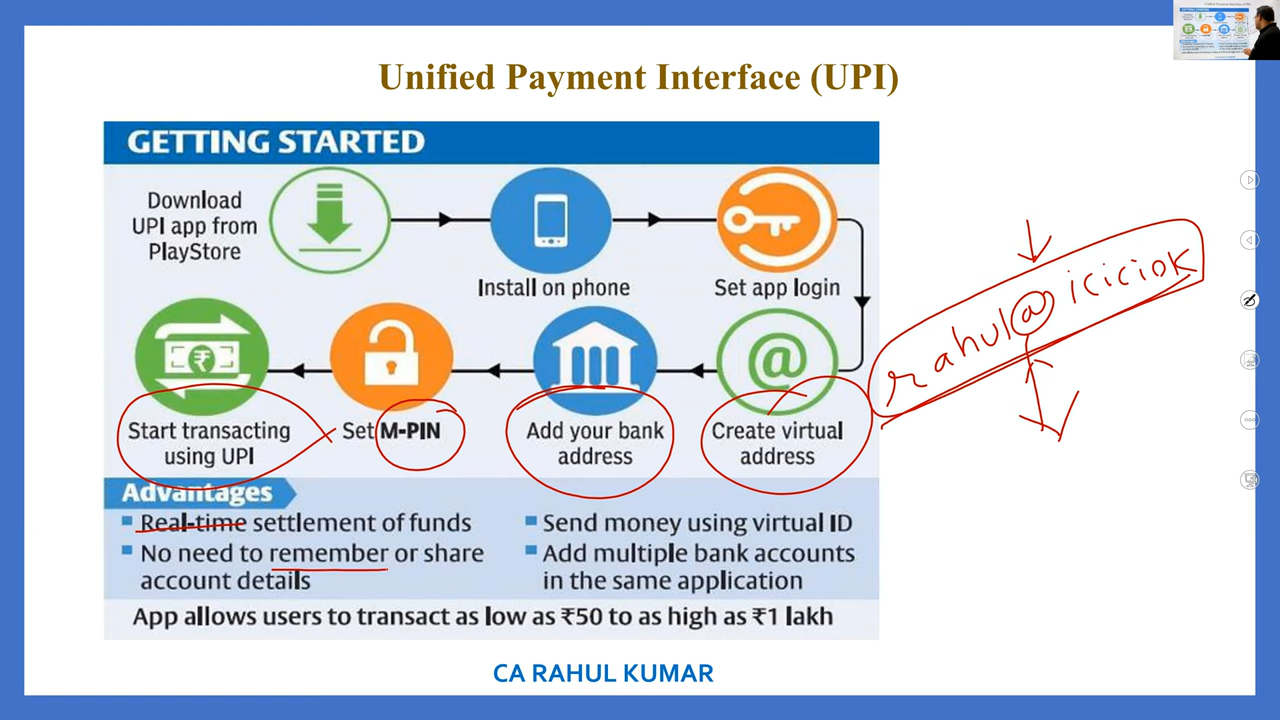 Unified Payment Interface (UPI)
GETTING STARTED
Download
UPI app from
PlayStore
Install on phone
Set app login
Start transacting
using UPI
Set M-PIN
Add your bank
address
Create virtual
address
rahul@iciciok
Advantages
Real-time settlement of funds
No need to remember or share
account details
Send money using virtual ID
Add multiple bank accounts
in the same application
App allows users to transact as low as ₹50 to as high as ₹1 lakh
CA RAHUL KUMAR